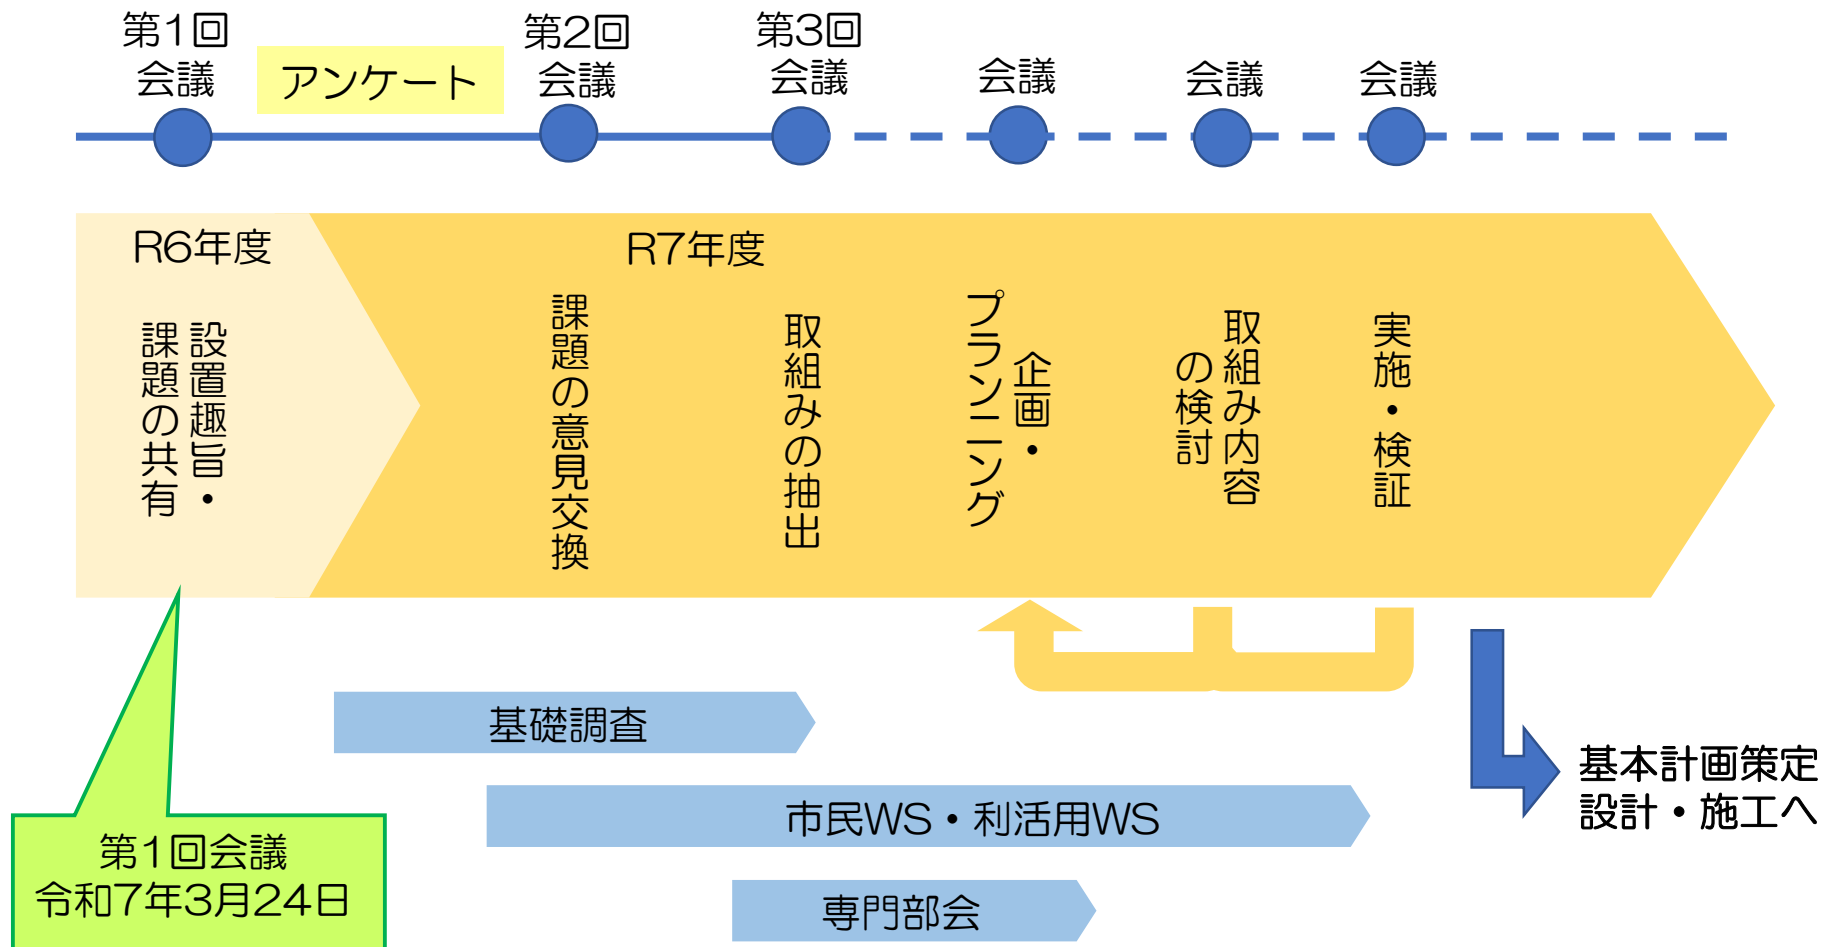 第1回
会議
アンケート
第2回
会議
第3回
会議
会議
会議
会議
R6年度
設置趣旨・
課題の共有
R7年度
課題の意見交換
取組みの抽出
企画・
プランニング
取組み内容
の検討
実施・検証
基礎調査
市民WS・利活用WS
専門部会
第1回会議
令和7年3月24日
基本計画策定
設計・施工へ